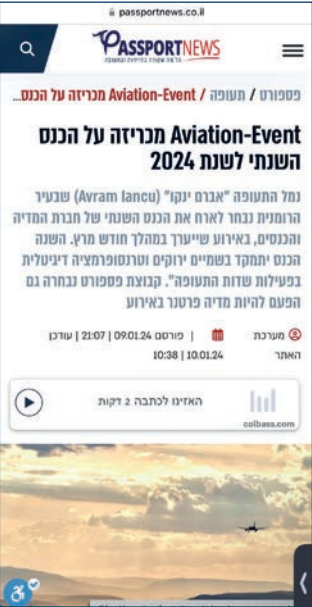 passportnews.co.il
PASSPORTNEWS
פספורט / תעופה / Aviation-Event מכריזה על הכנס...
Aviation-Event מכריזה על הכנס
השנתי לשנת 2024
נמל התעופה "אברם ינקו" (Avram Iancu) שבעיר
הרומנית נבחר לארח את הכנס השנתי של חברת המדיה
והכנסים, באירוע שייערך במהלך חודש מרץ. השנה
הכנס יתמקד בשמיים ירוקים וטרנספורמציה דיגיטלית
בפעילות שדות התעופה". קבוצת פספורט נבחרה גם
הפעם להיות מדיה פרטנר באירוע
מערכת | פורסם 09.01.24 | 21:07 | עודכן
האתר 10.01.24 | 10:38
האזינו לכתבה 2 דקות
colbass.com